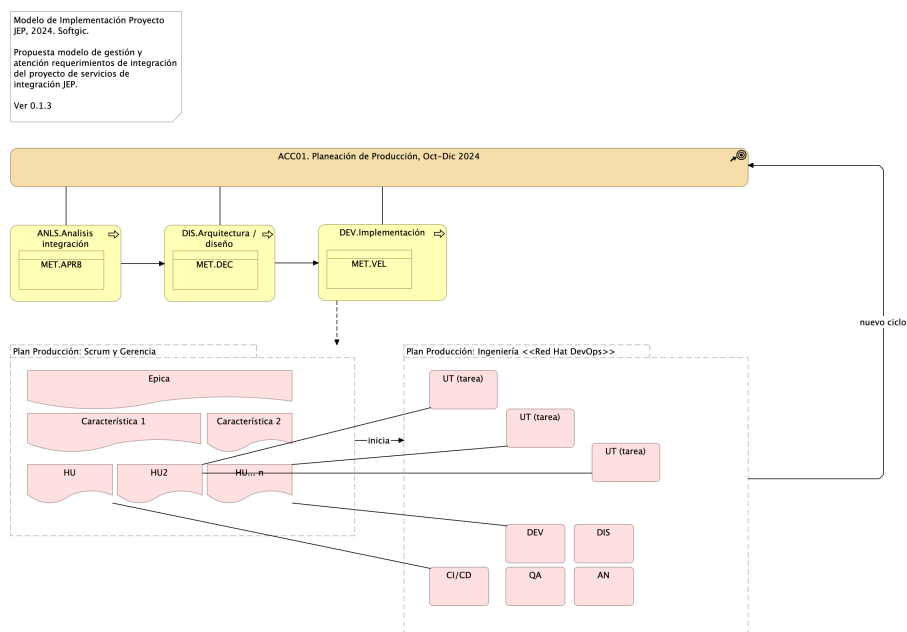 Modelo de Implementación Proyecto
JEP, 2024. Softgic.
Propuesta modelo de gestión y
atención requerimientos de integración
del proyecto de servicios de
integración JEP.
Ver 0.1.3
ACC01. Planeación de Producción, Oct-Dic 2024
ANLS.Analisis
integración
MET.APRB
DIS.Arquitectura /
diseño
MET.DEC
DEV.Implementación
MET.VEL
nuevo ciclo
Plan Producción: Scrum y Gerencia
Epica
Característica 1
Característica 2
HU
HU2
HU... n
inicia
Plan Producción: Ingeniería <<Red Hat DevOps>>
UT (tarea)
UT (tarea)
UT (tarea)
DEV
DIS
CI/CD
QA
AN